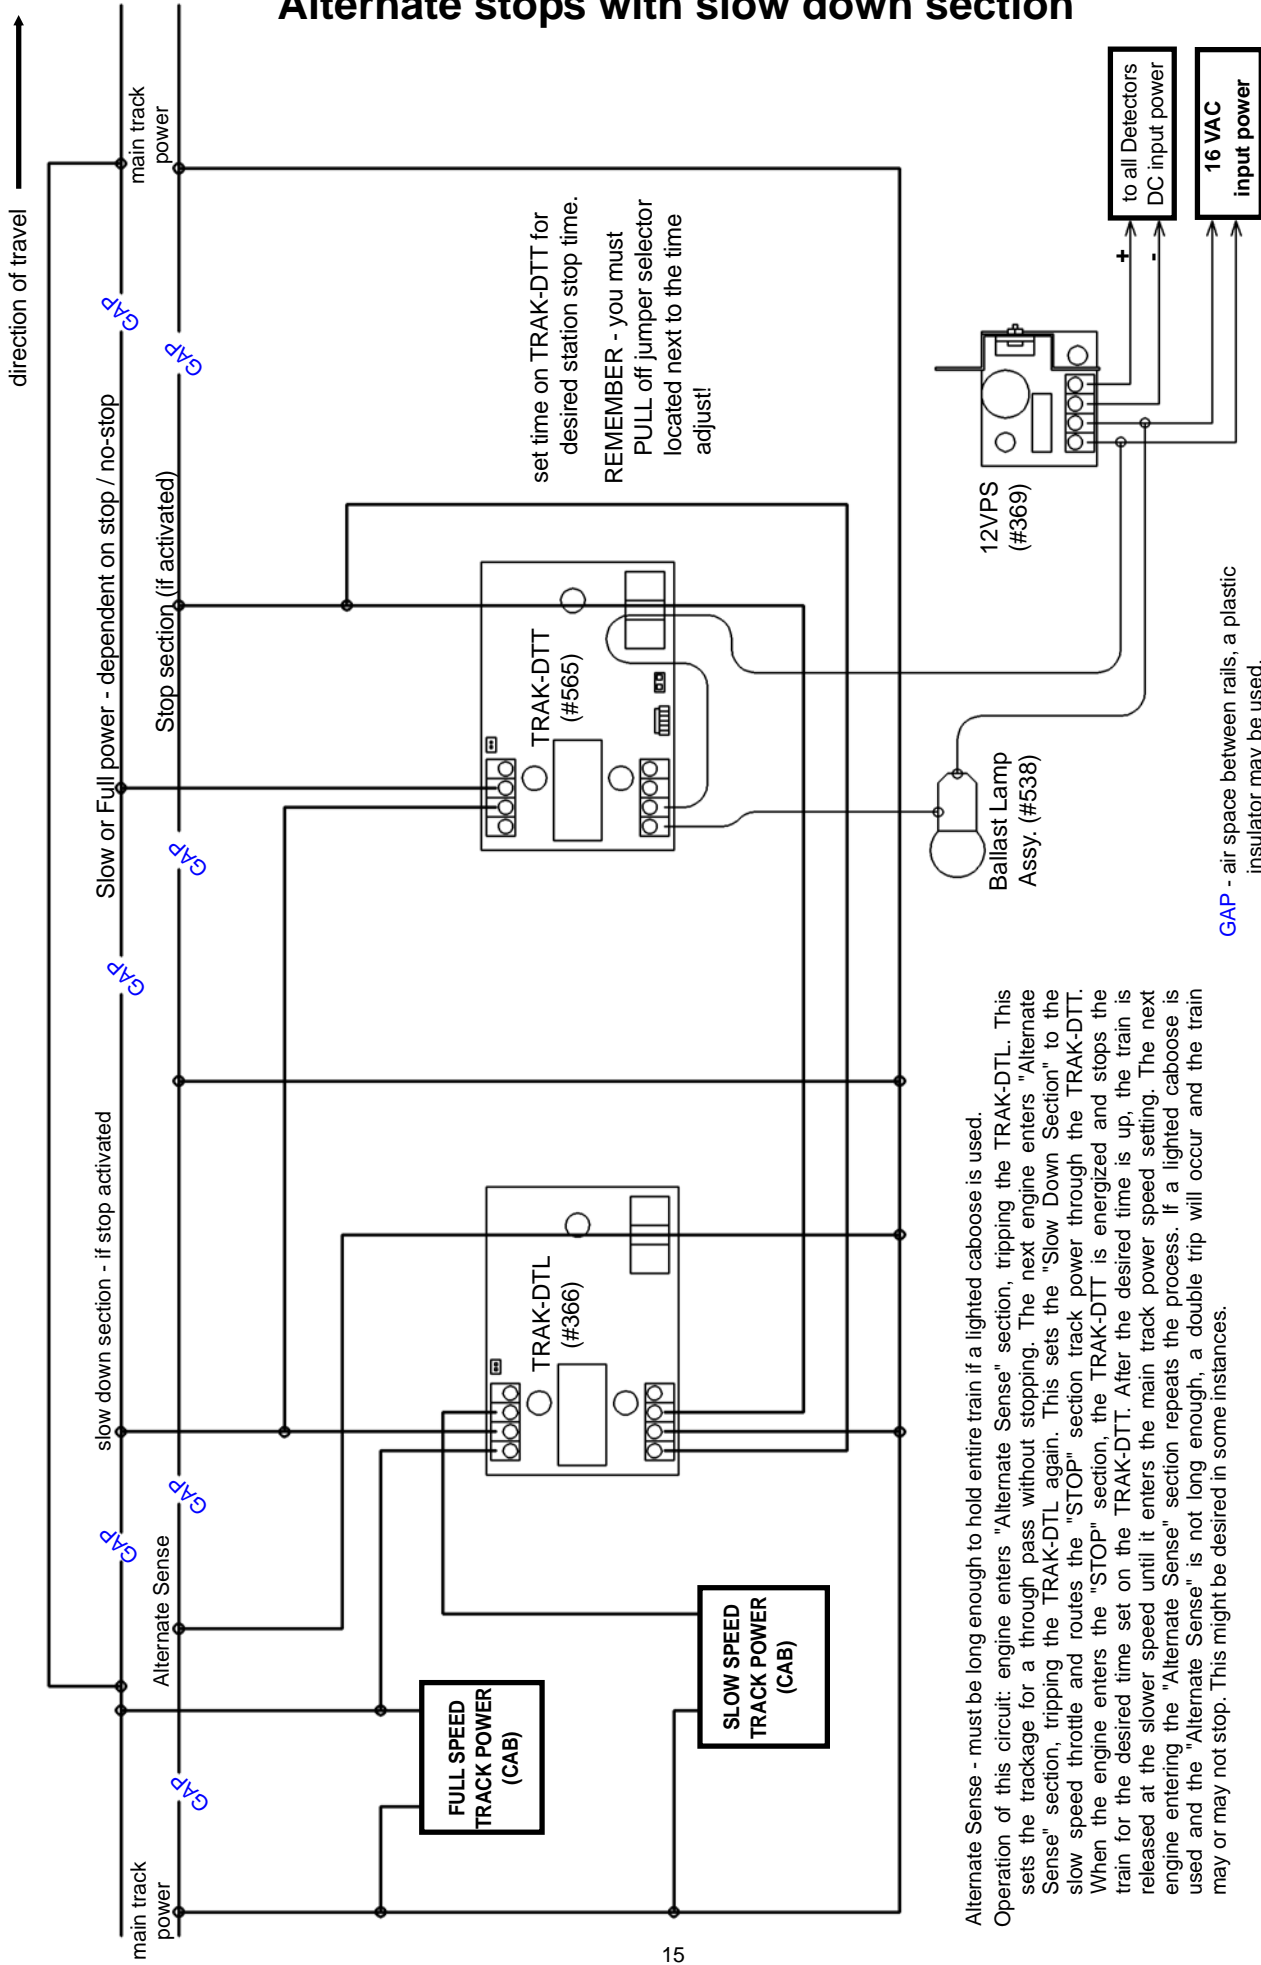 Alternate stops with slow down section
direction of travel
main track
power
GAP
GAP
Slow or Full power - dependent on stop / no-stop
Stop section (if activated)
GAP
GAP
slow down section - if stop activated
GAP
GAP
Alternate Sense
GAP
main track
power
set time on TRAK-DTT for
desired station stop time.
REMEMBER - you must
PULL off jumper selector
located next to the time
adjust!
TRAK-DTT
(#565)
TRAK-DTL
(#366)
FULL SPEED
TRACK POWER
(CAB)
SLOW SPEED
TRACK POWER
(CAB)
12VPS
(#369)
Ballast Lamp
Assy. (#538)
+
-
to all Detectors
DC input power
16 VAC
input power
GAP - air space between rails, a plastic
insulator may be used.
Alternate Sense - must be long enough to hold entire train if a lighted caboose is used.
Operation of this circuit: engine enters "Alternate Sense" section, tripping the TRAK-DTL. This
sets the trackage for a through pass without stopping. The next engine enters "Alternate
Sense" section, tripping the TRAK-DTL again. This sets the "Slow Down Section" to the
slow speed throttle and routes the "STOP" section track power through the TRAK-DTT.
When the engine enters the "STOP" section, the TRAK-DTT is energized and stops the
train for the desired time set on the TRAK-DTT. After the desired time is up, the train is
released at the slower speed until it enters the main track power speed setting. The next
engine entering the "Alternate Sense" section repeats the process. If a lighted caboose is
used and the "Alternate Sense" is not long enough, a double trip will occur and the train
may or may not stop. This might be desired in some instances.
15